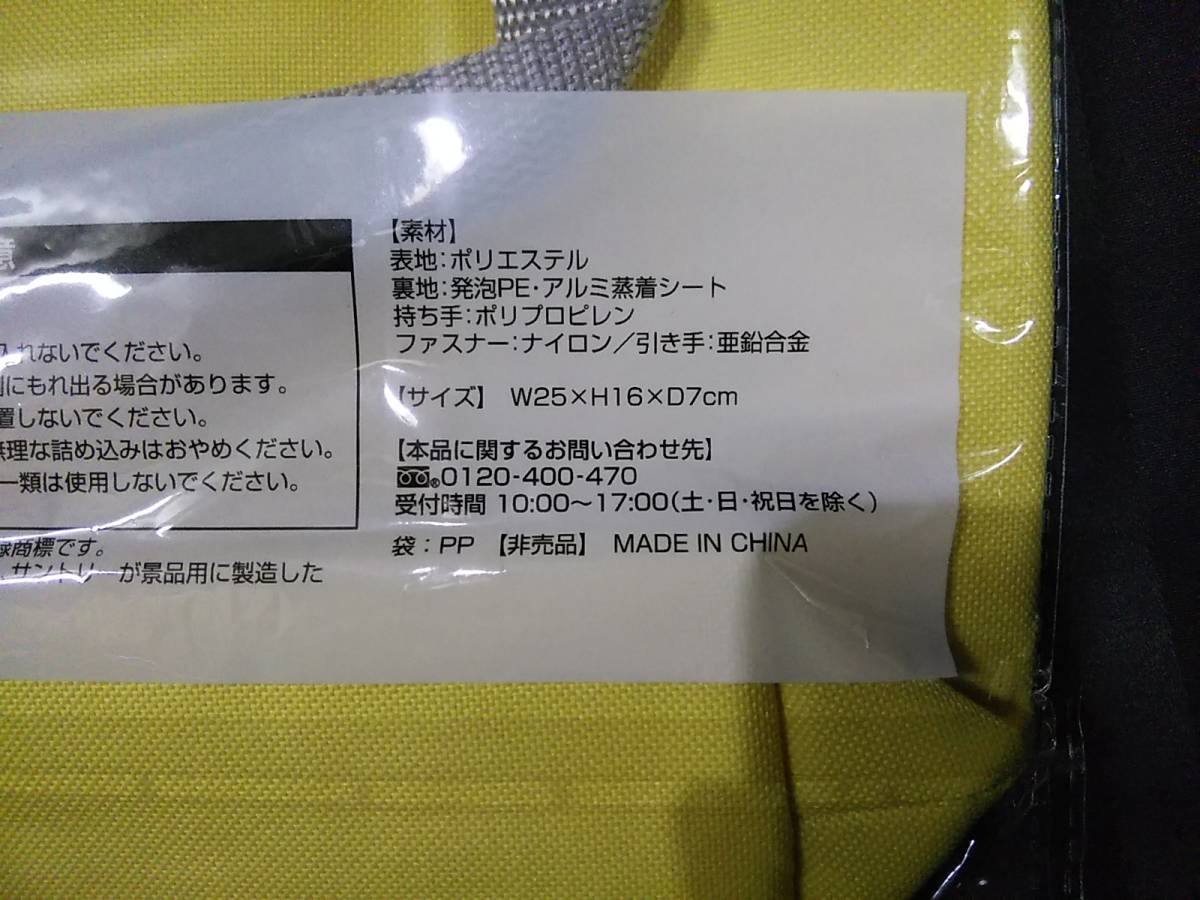 意
入れないでください。
にもれ出る場合があります。
置しないでください。
無理な詰め込みはおやめください。
一類は使用しないでください。
録商標です。
サントリーが景品用に製造した
【素材】
表地:ポリエステル
裏地:発泡PE・アルミ蒸着シート
持ち手:ポリプロピレン
ファスナー:ナイロン/引き手:亜鉛合金
【サイズ】 W25×H16×D7cm
【本品に関するお問い合わせ先】
®0120-400-470
受付時間 10:00〜17:00(土・日・祝日を除く)
袋:PP 【非売品】 MADE IN CHINA